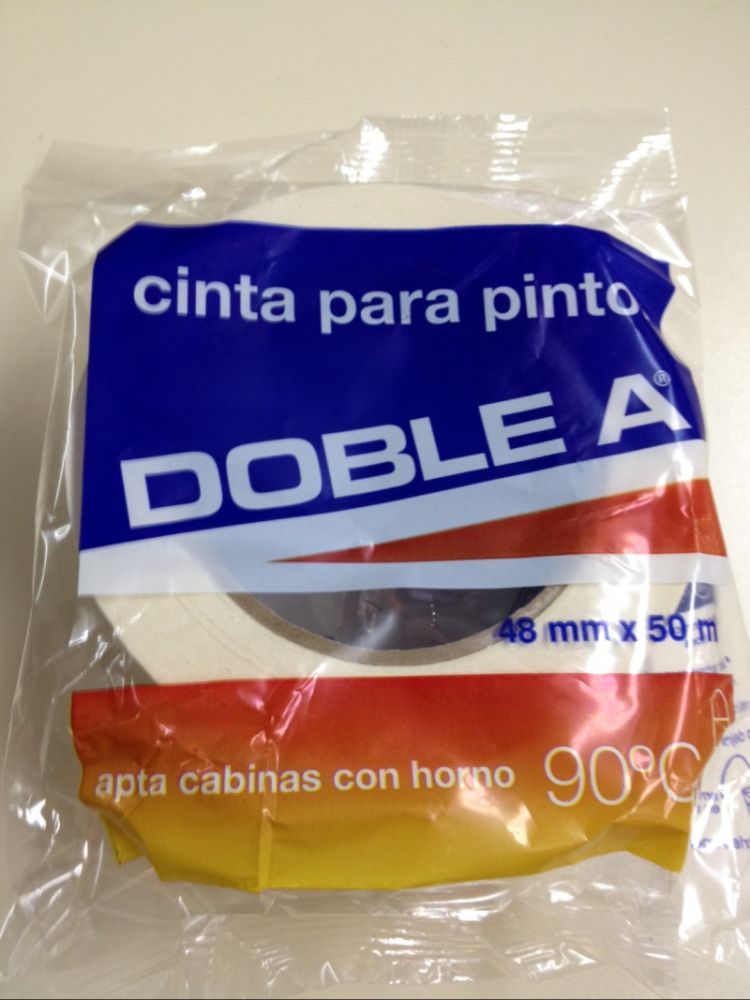 cinta para pinto
DOBLE A®
48 mm x 50 m
apta cabinas con horno 90°C